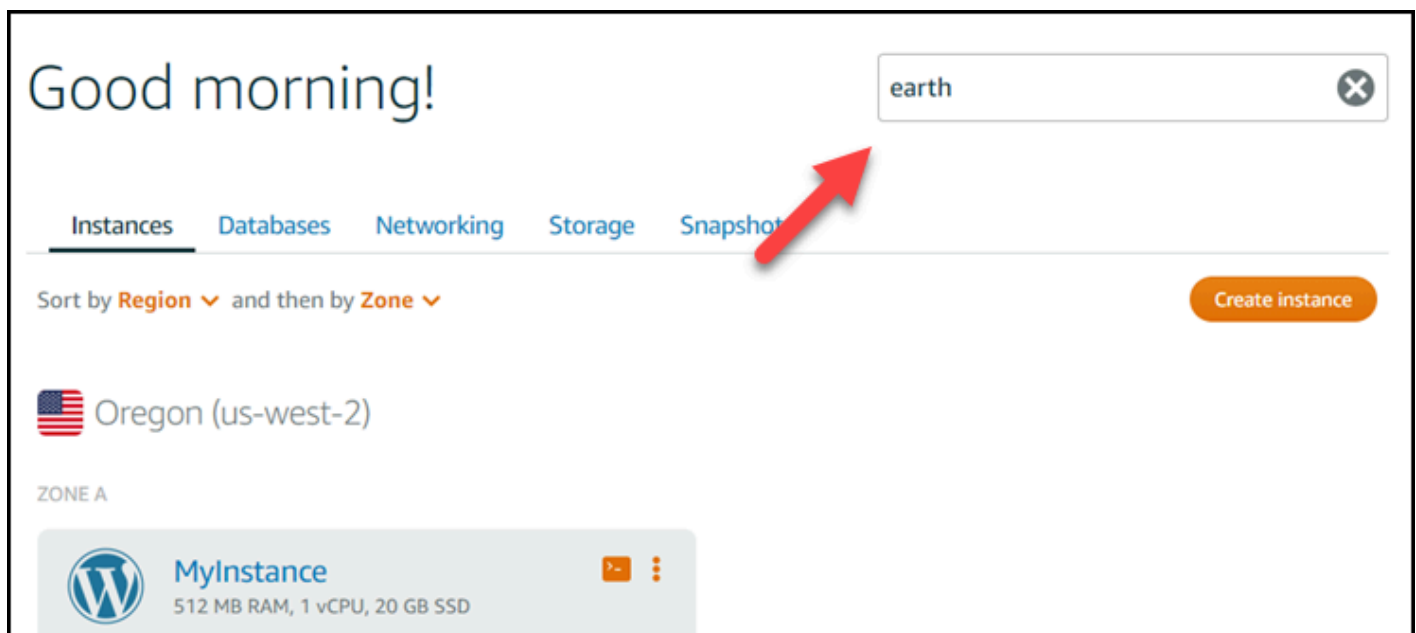 Good morning!
earth
Instances Databases Networking Storage Snapshot
Sort by Region and then by Zone
Create instance
Oregon (us-west-2)
ZONE A
MyInstance
512 MB RAM, 1 vCPU, 20 GB SSD